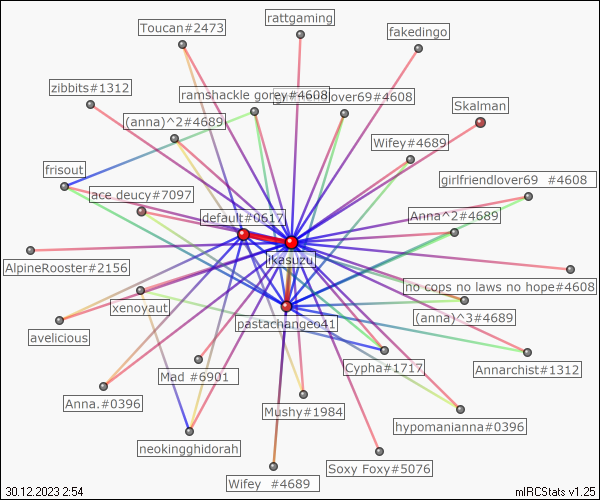 rattgaming
Toucan#2473
fakedingo
zibbits#1312
ramshackle gorey#4608
lover69#4608
Skalman
(anna)^2#4689
Wifey#4689
frisout
girlfriendlover69 #4608
ace deucy#7097
default#0617
Anna^2#4689
ikasuzu
AlpineRooster#2156
no cops no laws no hope#4608
xenoyaut
(anna)^3#4689
pastachangeo41
avelicious
Cypha#1717
Annarchist#1312
Mad #6901
Anna.#0396
Mushy#1984
hypomanianna#0396
neokingghidorah
Soxy Foxy#5076
Wifey #4689
30.12.2023 2:54
mIRCStats v1.25